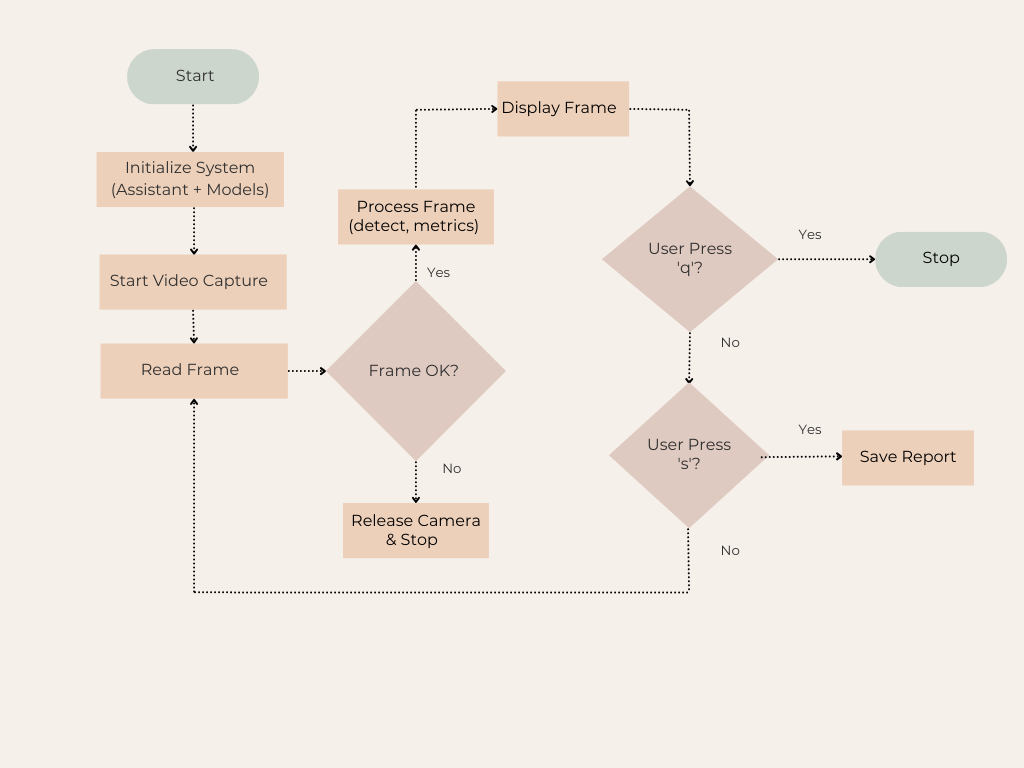 Start
Initialize System
(Assistant + Models)
Start Video Capture
Read Frame
Frame OK?
Yes
Process Frame
(detect, metrics)
No
Release Camera
& Stop
Display Frame
User Press
'q'?
Yes
Stop
No
User Press
's'?
Yes
Save Report
No